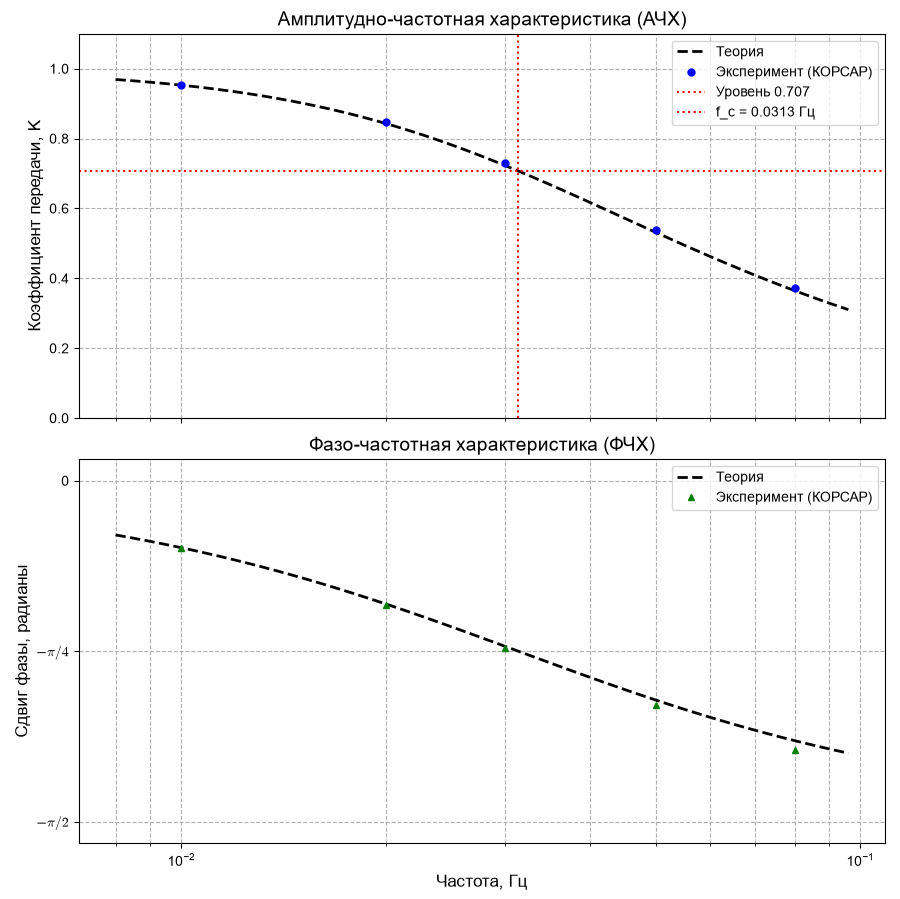 Амплитудно-частотная характеристика (АЧХ)
Коэффициент передачи, K
1.0
0.8
0.6
0.4
0.2
0.0
Теория
Эксперимент (КОРСАР)
Уровень 0.707
f_c = 0.0313 Гц
Фазо-частотная характеристика (ФЧХ)
Сдвиг фазы, радианы
0
−π/4
−π/2
Теория
Эксперимент (КОРСАР)
10⁻² 10⁻¹
Частота, Гц